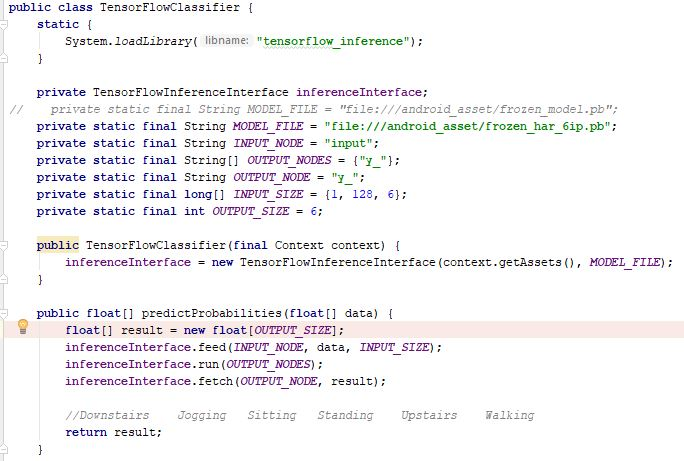 public class TensorFlowClassifier {
    static {
        System.loadLibrary( libname: "tensorflow_inference");
    }

    private TensorFlowInferenceInterface inferenceInterface;
//    private static final String MODEL_FILE = "file:///android_asset/frozen_model.pb";
    private static final String MODEL_FILE = "file:///android_asset/frozen_har_6ip.pb";
    private static final String INPUT_NODE = "input";
    private static final String[] OUTPUT_NODES = {"y_"};
    private static final String OUTPUT_NODE = "y_";
    private static final long[] INPUT_SIZE = {1, 128, 6};
    private static final int OUTPUT_SIZE = 6;

    public TensorFlowClassifier(final Context context) {
        inferenceInterface = new TensorFlowInferenceInterface(context.getAssets(), MODEL_FILE);
    }

    public float[] predictProbabilities(float[] data) {
        float[] result = new float[OUTPUT_SIZE];
        inferenceInterface.feed(INPUT_NODE, data, INPUT_SIZE);
        inferenceInterface.run(OUTPUT_NODES);
        inferenceInterface.fetch(OUTPUT_NODE, result);

        //Downstairs    Jogging   Sitting   Standing    Upstairs    Walking
        return result;
    }